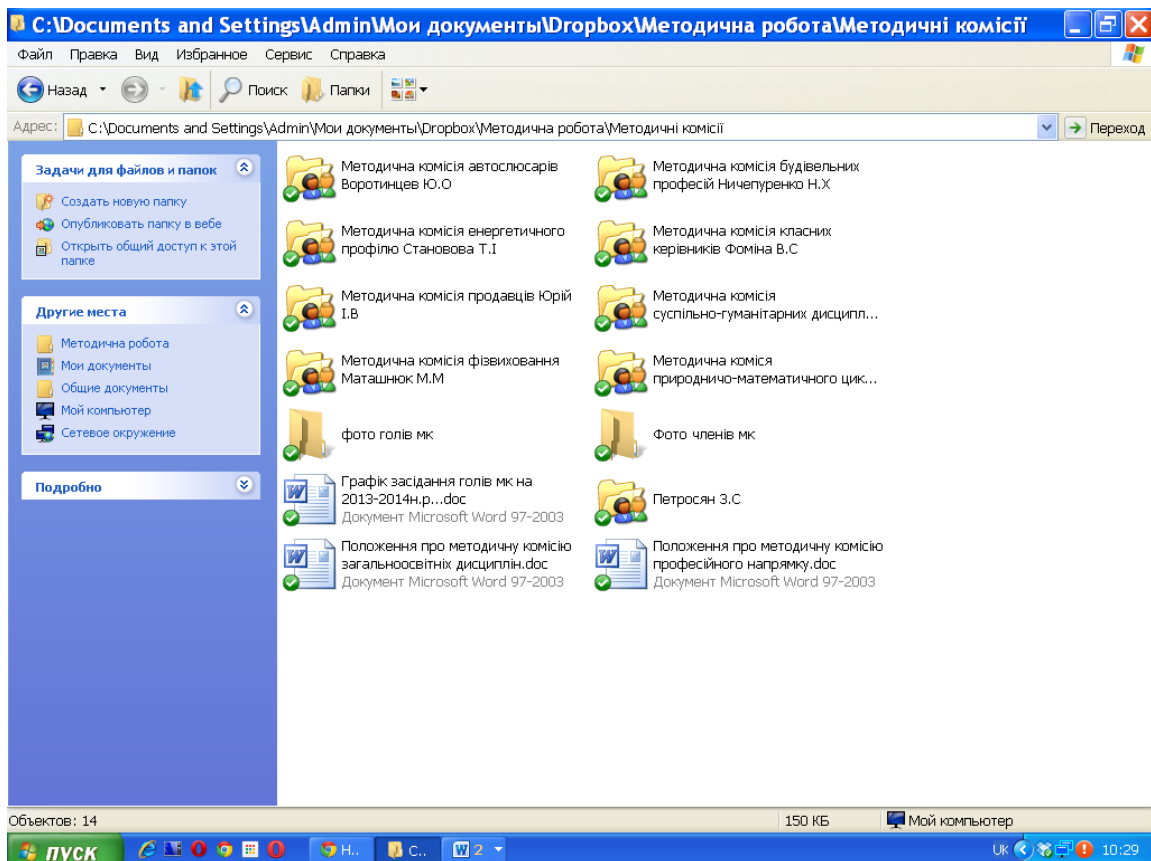 C:\Documents and Settings\Admin\Мои документы\Dropbox\Методична робота\Методичні комісії
Файл Правка Вид Избранное Сервис Справка
Назад Поиск Папки
Адрес: C:\Documents and Settings\Admin\Мои документы\Dropbox\Методична робота\Методичні комісії Переход
Задачи для файлов и папок
Создать новую папку
Опубликовать папку в вебе
Открыть общий доступ к этой
папке
Другие места
Методична робота
Мои документы
Общие документы
Мой компьютер
Сетевое окружение
Подробно
Методична комісія автослюсарів
Воротинцев Ю.О
Методична комісія будівельних
професій Ничепуренко Н.Х
Методична комісія енергетичного
профілю Становова Т.І
Методична комісія класних
керівників Фоміна В.С
Методична комісія продавців Юрій
І.В
Методична комісія
суспільно-гуманітарних дисципл...
Методична комісія фізвиховання
Маташнюк М.М
Методична коміся
природничо-математичного цик...
фото голів мк
Фото членів мк
Графік засідання голів мк на
2013-2014н.р...doc
Документ Microsoft Word 97-2003
Петросян З.С
Положення про методичну комісію
загальноосвітніх дисциплін.doc
Документ Microsoft Word 97-2003
Положення про методичну комісію
професійного напрямку.doc
Документ Microsoft Word 97-2003
Объектов: 14 150 КБ Мой компьютер
пуск Н.. С.. 2 UK 10:29